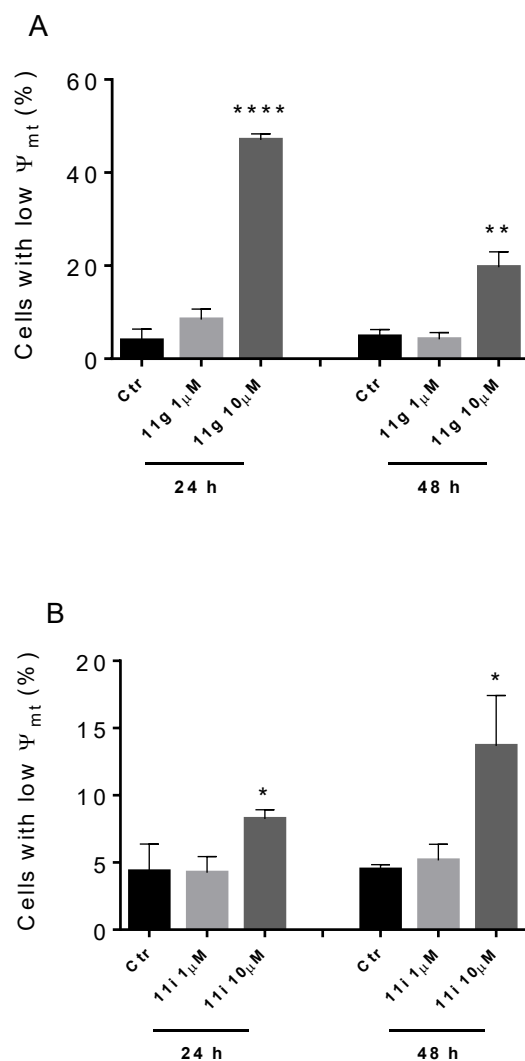 A
Cells with low Ψmt (%)
60
40
20
0
****
**
Ctr
11g 1μM
11g 10μM
Ctr
11g 1μM
11g 10μM
24 h
48 h
B
Cells with low Ψmt (%)
20
15
10
5
0
*
*
Ctr
11i 1μM
11i 10μM
Ctr
11i 1μM
11i 10μM
24 h
48 h